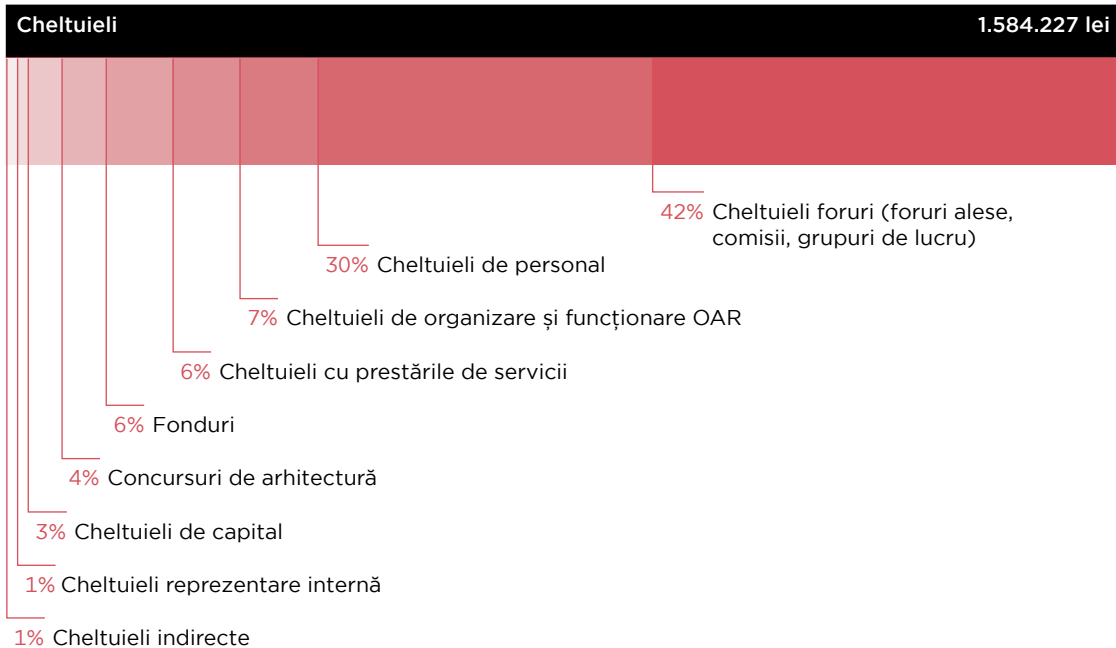 Cheltuieli 1.584.227 lei
42% Cheltuieli foruri (foruri alese,
comisii, grupuri de lucru)
30% Cheltuieli de personal
7% Cheltuieli de organizare și funcționare OAR
6% Cheltuieli cu prestările de servicii
6% Fonduri
4% Concursuri de arhitectură
3% Cheltuieli de capital
1% Cheltuieli reprezentare internă
1% Cheltuieli indirecte